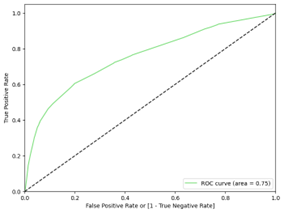 1.0
0.8
0.6
0.4
0.2
0.0
True Positive Rate
ROC curve (area = 0.75)
0.0 0.2 0.4 0.6 0.8 1.0
False Positive Rate or [1 - True Negative Rate]